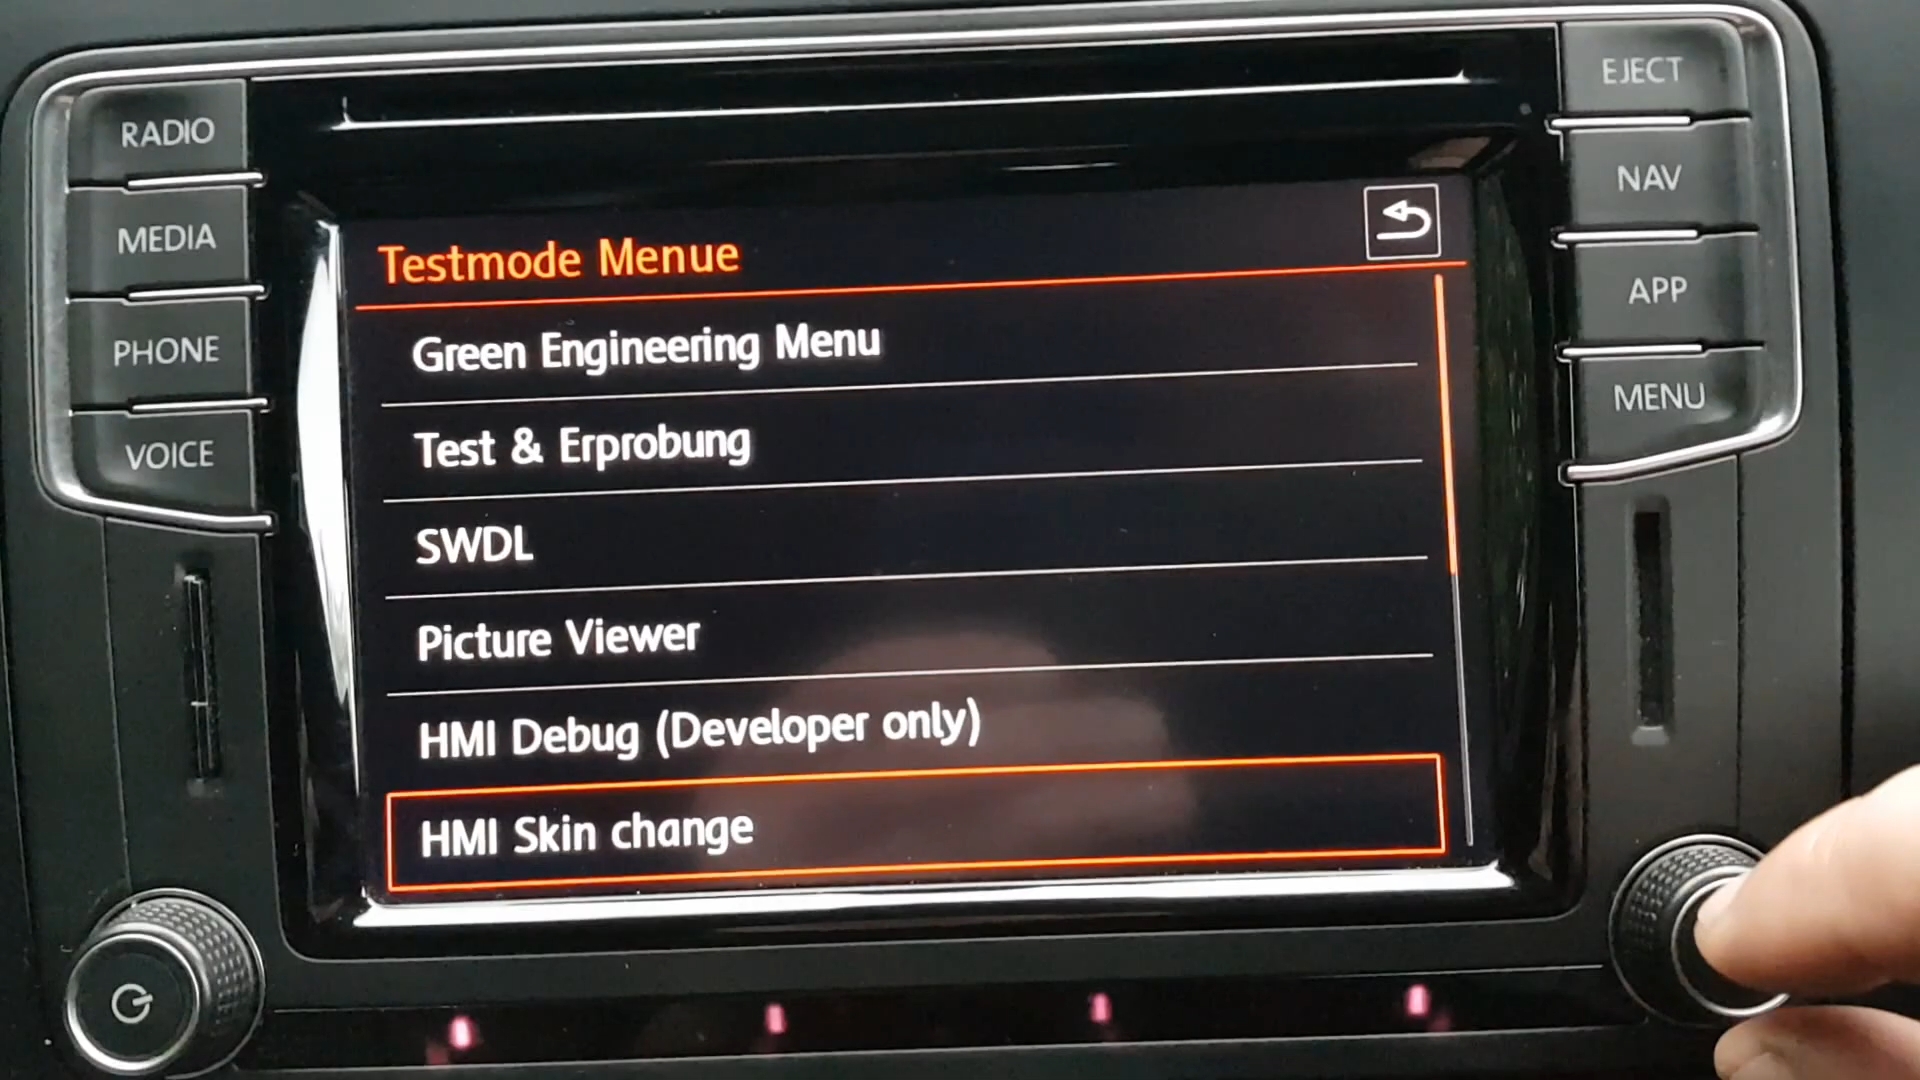 RADIO
MEDIA
PHONE
VOICE
Testmode Menue
Green Engineering Menu
Test & Erprobung
SWDL
Picture Viewer
HMI Debug (Developer only)
HMI Skin change
EJECT
NAV
APP
MENU